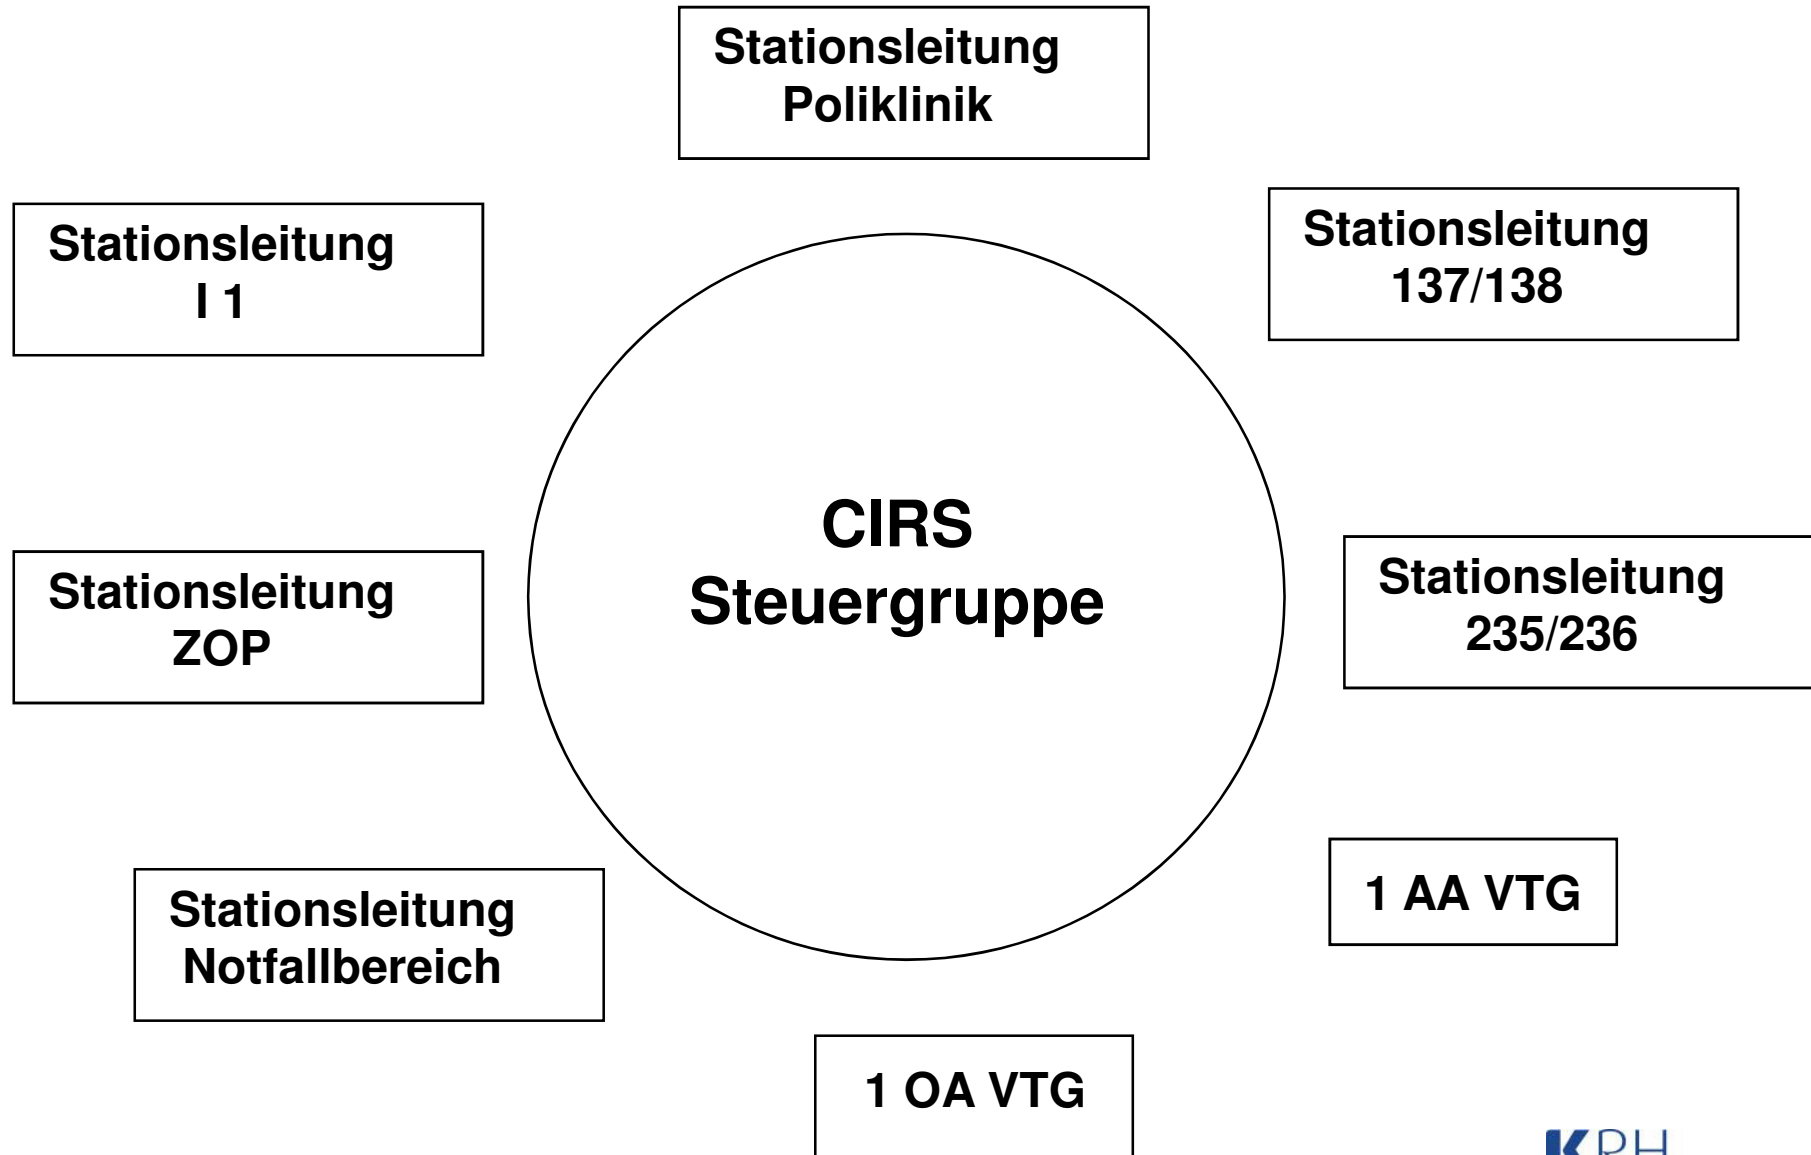 Stationsleitung
Poliklinik
Stationsleitung
I 1
Stationsleitung
137/138
CIRS
Steuergruppe
Stationsleitung
ZOP
Stationsleitung
235/236
Stationsleitung
Notfallbereich
1 AA VTG
1 OA VTG
KRH